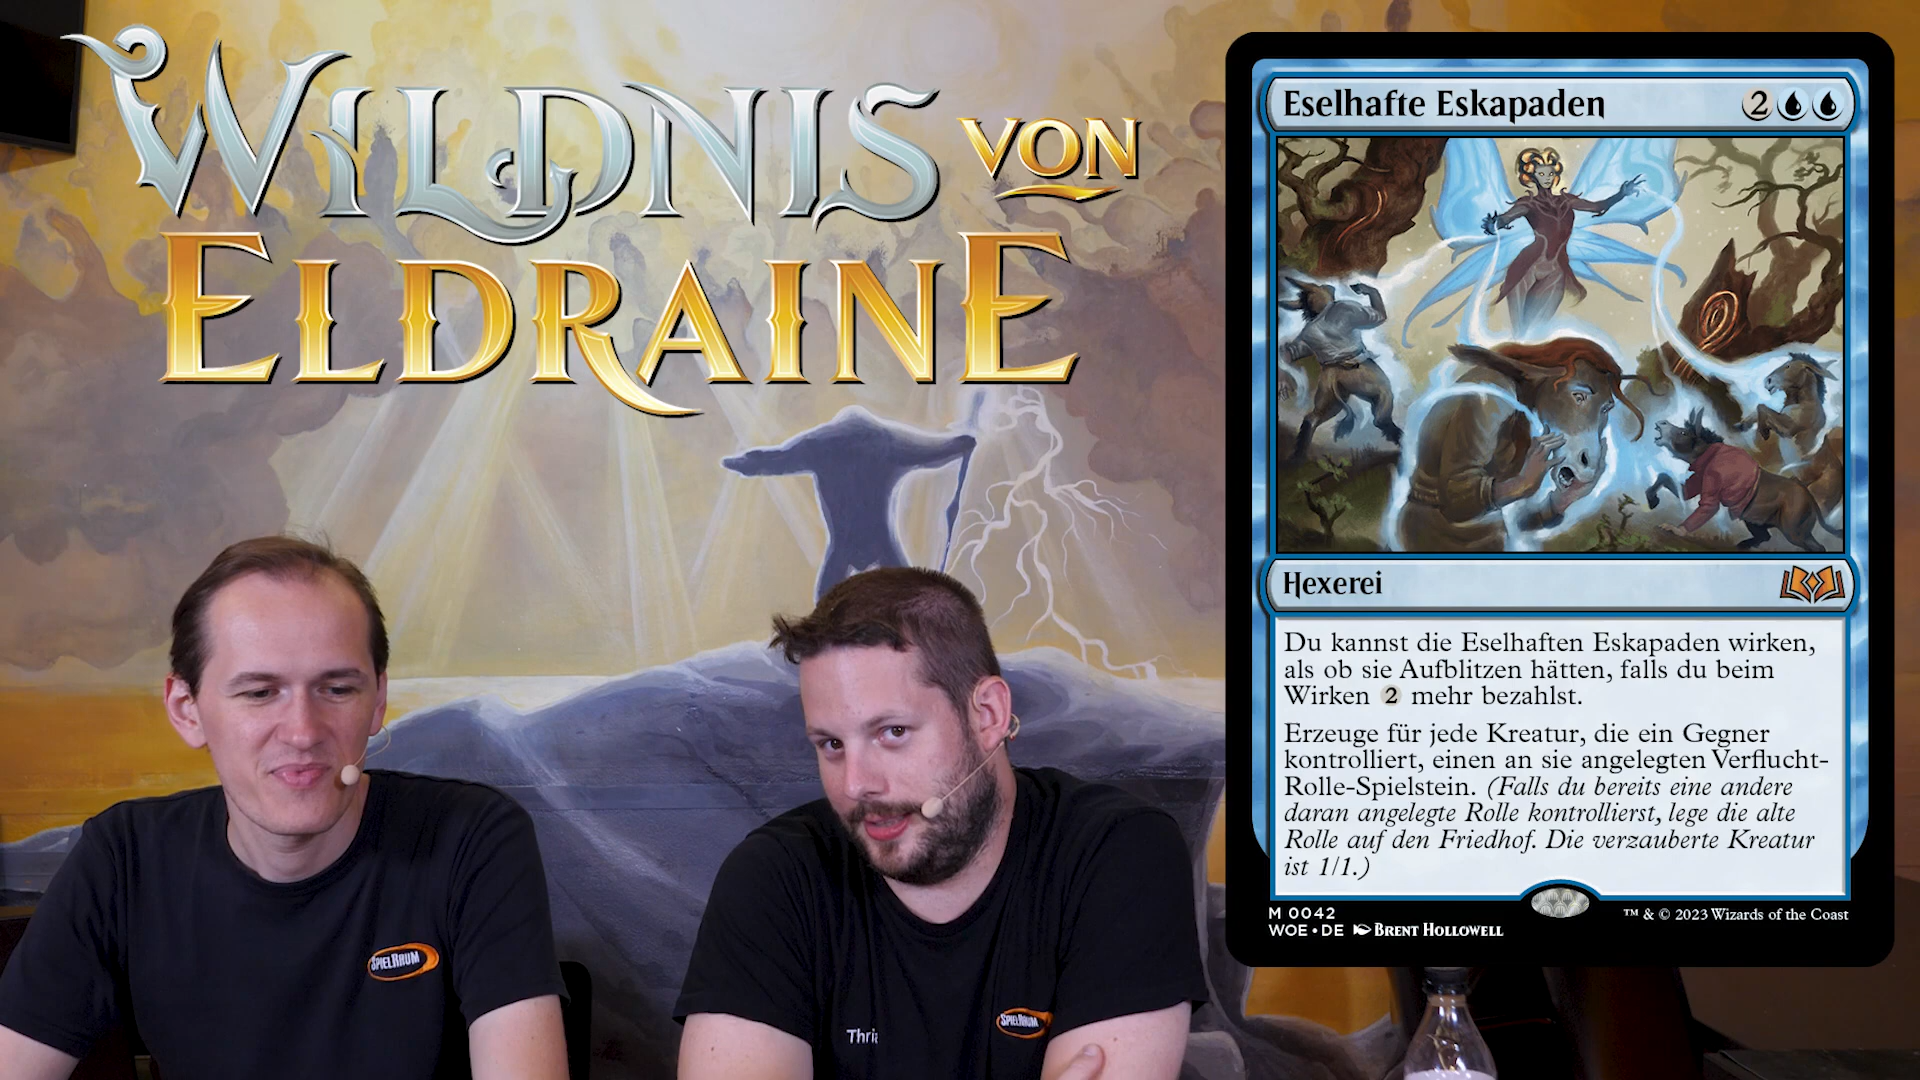 WILDNIS VON
ELDRAINE
Eselhafte Eskapaden 2
Hexerei
Du kannst die Eselhaften Eskapaden wirken,
als ob sie Aufblitzen hätten, falls du beim
Wirken 2 mehr bezahlst.
Erzeuge für jede Kreatur, die ein Gegner
kontrolliert, einen an sie angelegten Verflucht-
Rolle-Spielstein. (Falls du bereits eine andere
daran angelegte Rolle kontrollierst, lege die alte
Rolle auf den Friedhof. Die verzauberte Kreatur
ist 1/1.)
M 0042
WOE • DE BRENT HOLLOWELL
™ & © 2023 Wizards of the Coast
SPIELRAUM
SPIELRAUM